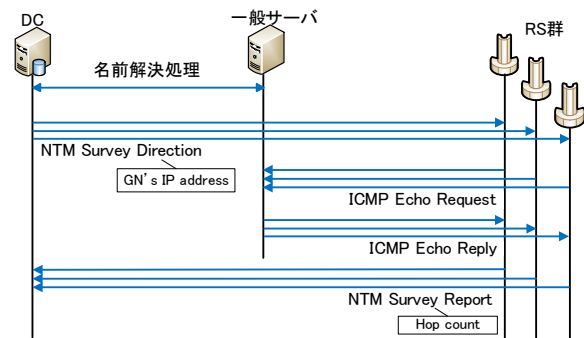 DC
一般サーバ
RS群
名前解決処理
NTM Survey Direction
GN's IP address
ICMP Echo Request
ICMP Echo Reply
NTM Survey Report
Hop count